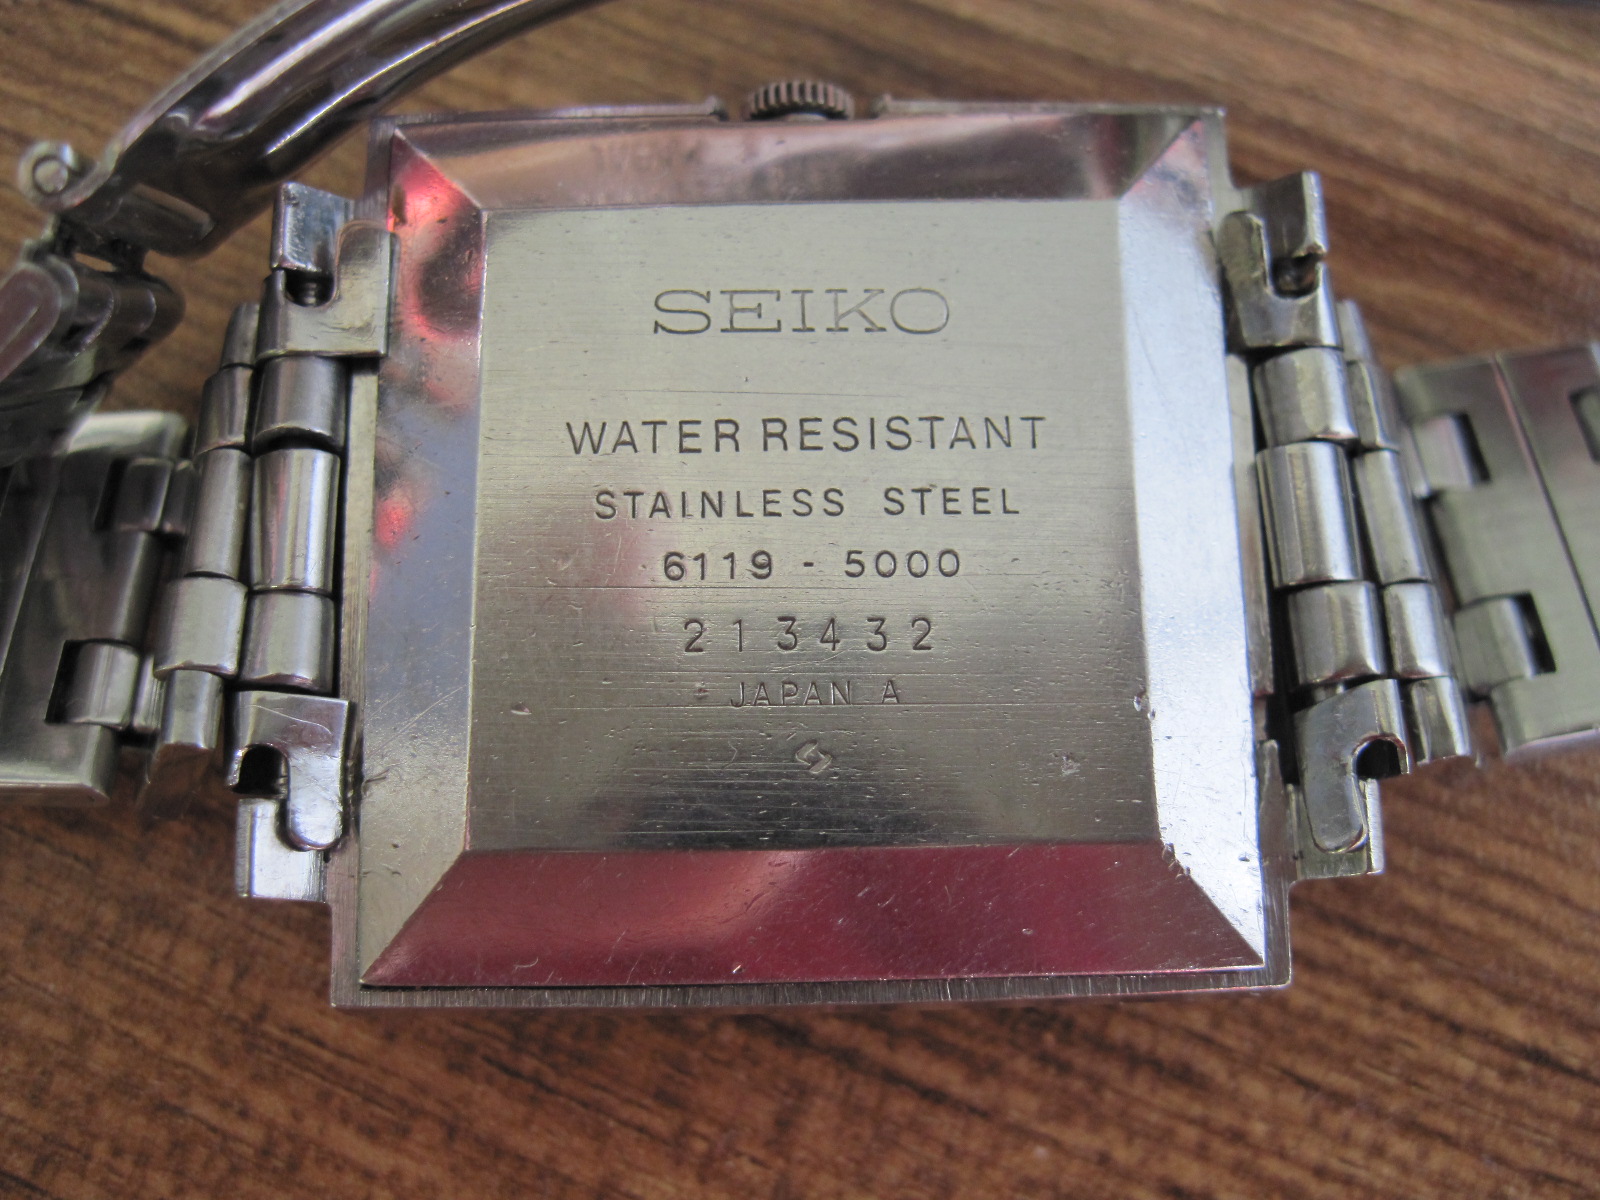 SEIKO
WATER RESISTANT
STAINLESS STEEL
6119 - 5000
213432
JAPAN A